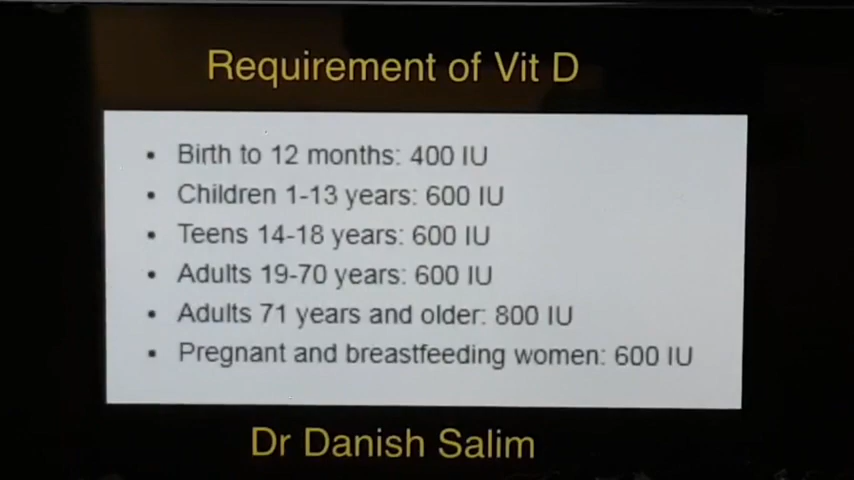 Requirement of Vit D
• Birth to 12 months: 400 IU
• Children 1-13 years: 600 IU
• Teens 14-18 years: 600 IU
• Adults 19-70 years: 600 IU
• Adults 71 years and older: 800 IU
• Pregnant and breastfeeding women: 600 IU
Dr Danish Salim